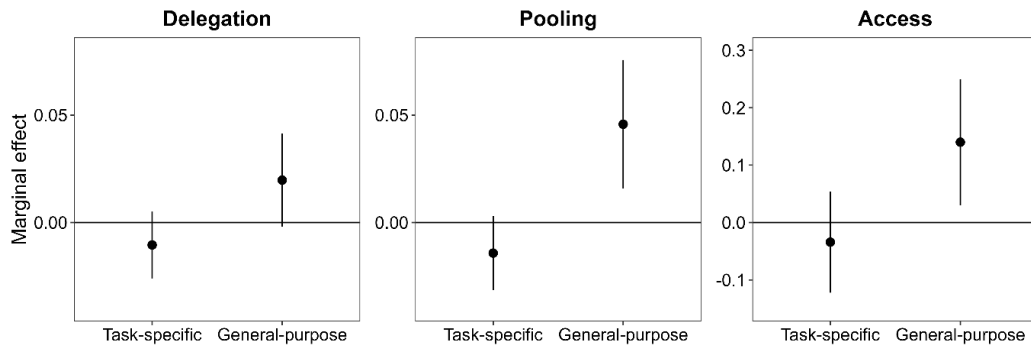 Delegation
Pooling
Access
Marginal effect
0.05
0.00
0.05
0.00
0.3
0.2
0.1
0.0
-0.1
Task-specific General-purpose
Task-specific General-purpose
Task-specific General-purpose